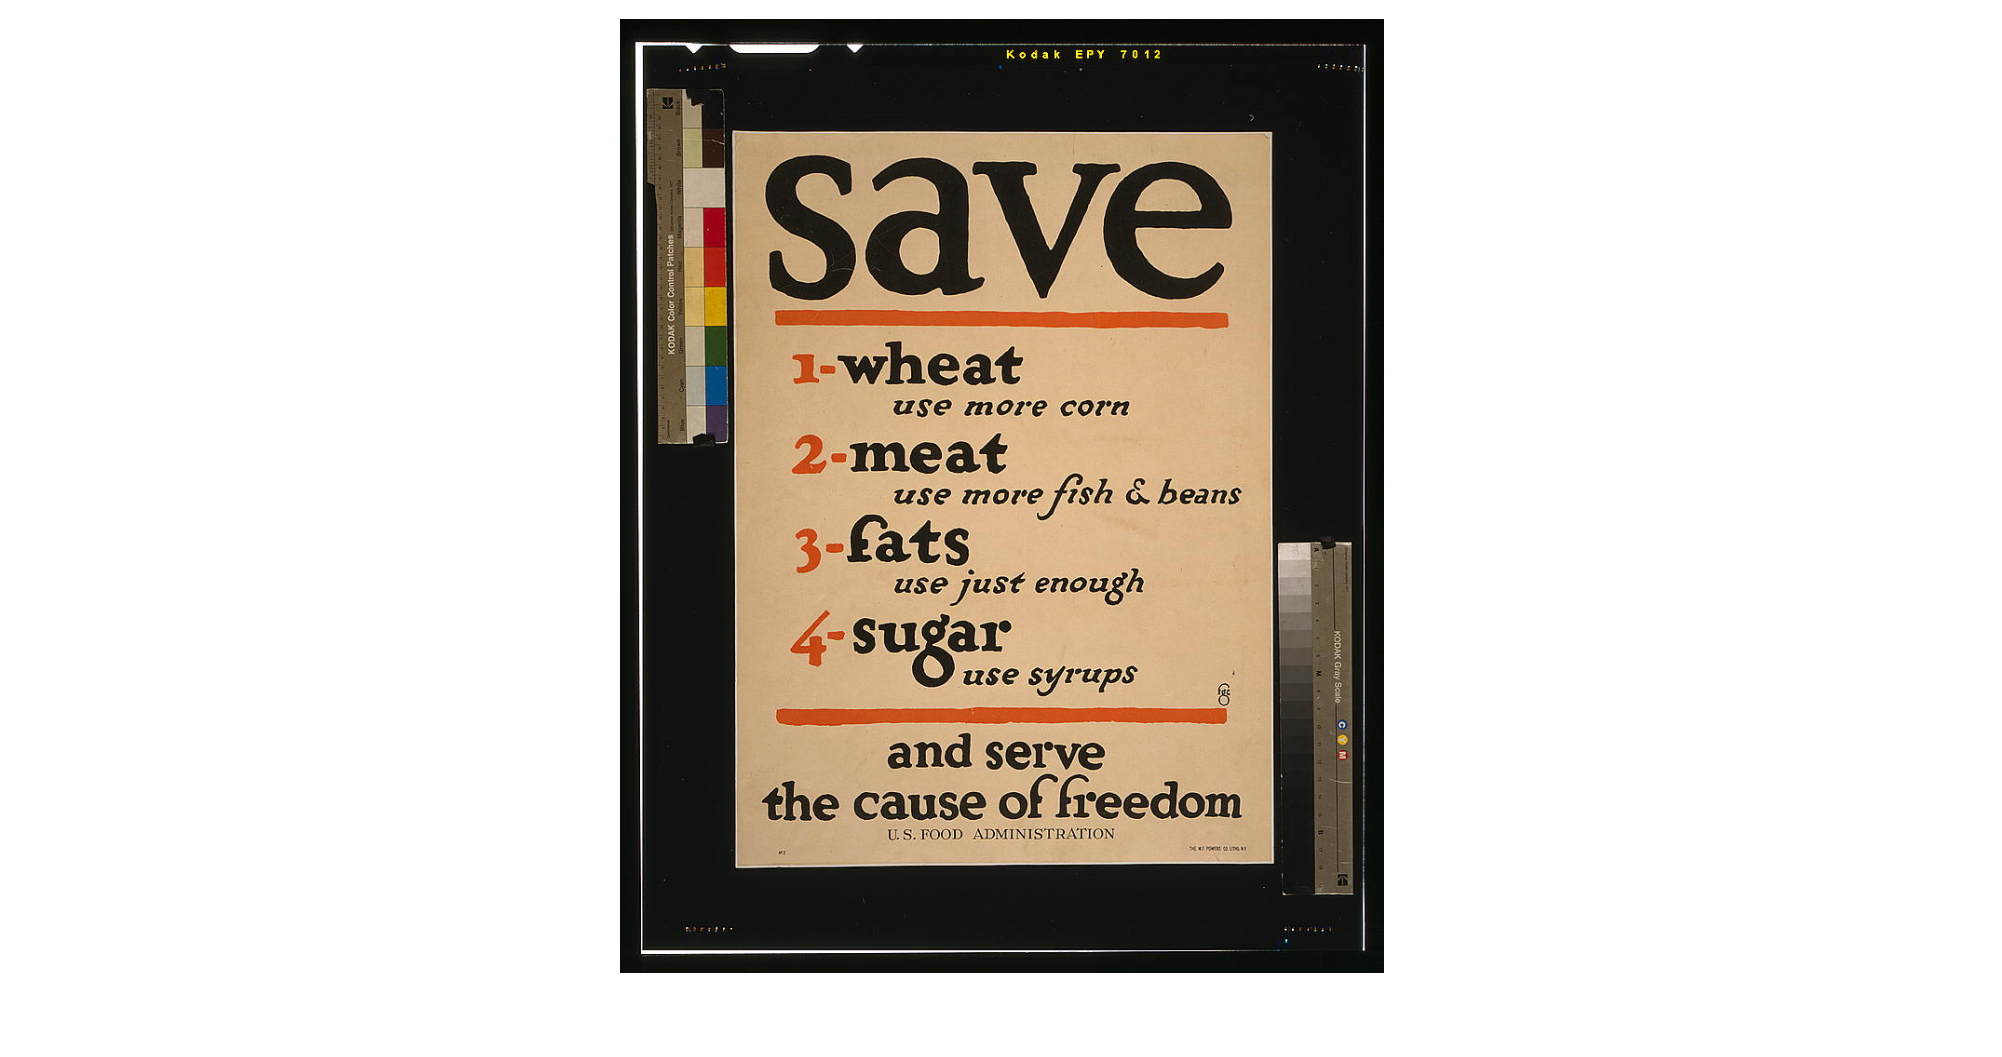 Kodak EPY 7012
KODAK Color Control Patches
save
1-wheat
use more corn
2-meat
use more fish & beans
3-fats
use just enough
4-sugar
use syrups
fgc
and serve
the cause of freedom
U.S. FOOD ADMINISTRATION
THE W.F. POWERS CO. LITHO. N.Y.
KODAK Gray Scale
C
Y
M